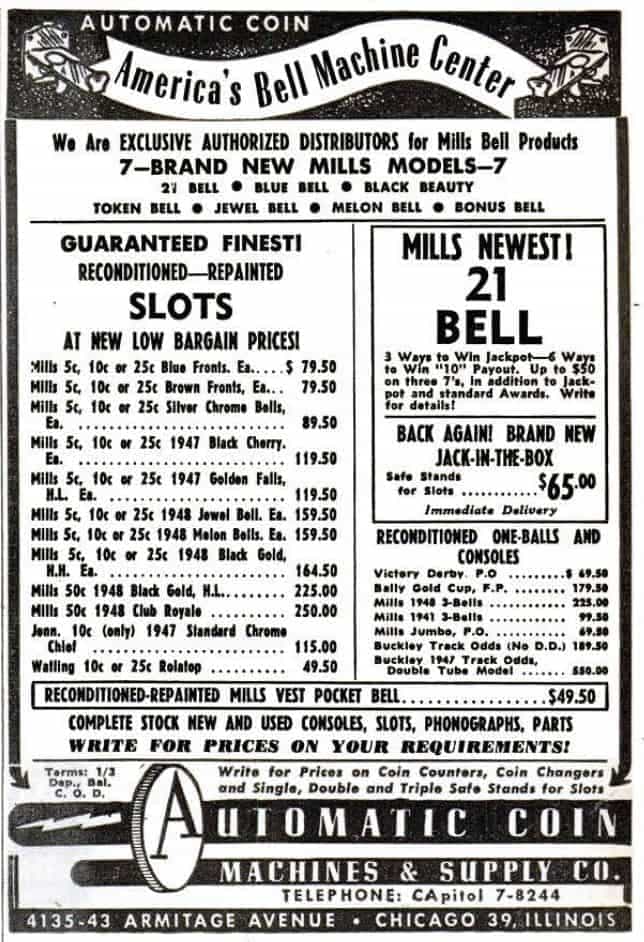 AUTOMATIC COIN
America's Bell Machine Center
We Are EXCLUSIVE AUTHORIZED DISTRIBUTORS for Mills Bell Products
7—BRAND NEW MILLS MODELS—7
21 BELL ● BLUE BELL ● BLACK BEAUTY
TOKEN BELL ● JEWEL BELL ● MELON BELL ● BONUS BELL
GUARANTEED FINEST!
RECONDITIONED—REPAINTED
SLOTS
AT NEW LOW BARGAIN PRICES!
Mills 5c, 10c or 25c Blue Fronts. Ea.....$ 79.50
Mills 5c, 10c or 25c Brown Fronts, Ea... 79.50
Mills 5c, 10c or 25c Silver Chrome Bells,
Ea. .............................. 89.50
Mills 5c, 10c or 25c 1947 Black Cherry.
Ea. .............................. 119.50
Mills 5c, 10c or 25c 1947 Golden Falls,
H.L. Ea. ......................... 119.50
Mills 5c, 10c or 25c 1948 Jewel Bell. Ea. 159.50
Mills 5c, 10c or 25c 1948 Melon Bells. Ea. 159.50
Mills 5c, 10c or 25c 1948 Black Gold,
H.H. Ea. ......................... 164.50
Mills 50c 1948 Black Gold, H.L........ 225.00
Mills 50c 1948 Club Royale .......... 250.00
Jenn. 10c (only) 1947 Standard Chrome
Chief ............................ 115.00
Watling 10c or 25c Rolatop .......... 49.50
MILLS NEWEST!
21
BELL
3 Ways to Win Jackpot—6 Ways
to Win "10" Payout. Up to $50
on three 7's, in addition to Jack-
pot and standard Awards. Write
for details!
BACK AGAIN! BRAND NEW
JACK-IN-THE-BOX
Safe Stands
for Slots ............ $65.00
Immediate Delivery
RECONDITIONED ONE-BALLS AND
CONSOLES
Victory Derby. P.O .........$ 69.50
Bally Gold Cup, F.P. ........ 179.50
Mills 1948 3-Bells ........... 225.00
Mills 1941 3-Bells ........... 99.50
Mills Jumbo, P.O. ........... 69.50
Buckley Track Odds (No D.D.) 189.50
Buckley 1947 Track Odds,
Double Tube Model ....... 550.00
RECONDITIONED-REPAINTED MILLS VEST POCKET BELL..................$49.50
COMPLETE STOCK NEW AND USED CONSOLES, SLOTS, PHONOGRAPHS, PARTS
WRITE FOR PRICES ON YOUR REQUIREMENTS!
Terms: 1/3
Dep., Bal.
C. O. D.
Write for Prices on Coin Counters, Coin Changers
and Single, Double and Triple Safe Stands for Slots
AUTOMATIC COIN
MACHINES & SUPPLY CO.
TELEPHONE: CApitol 7-8244
4135-43 ARMITAGE AVENUE • CHICAGO 39, ILLINOIS